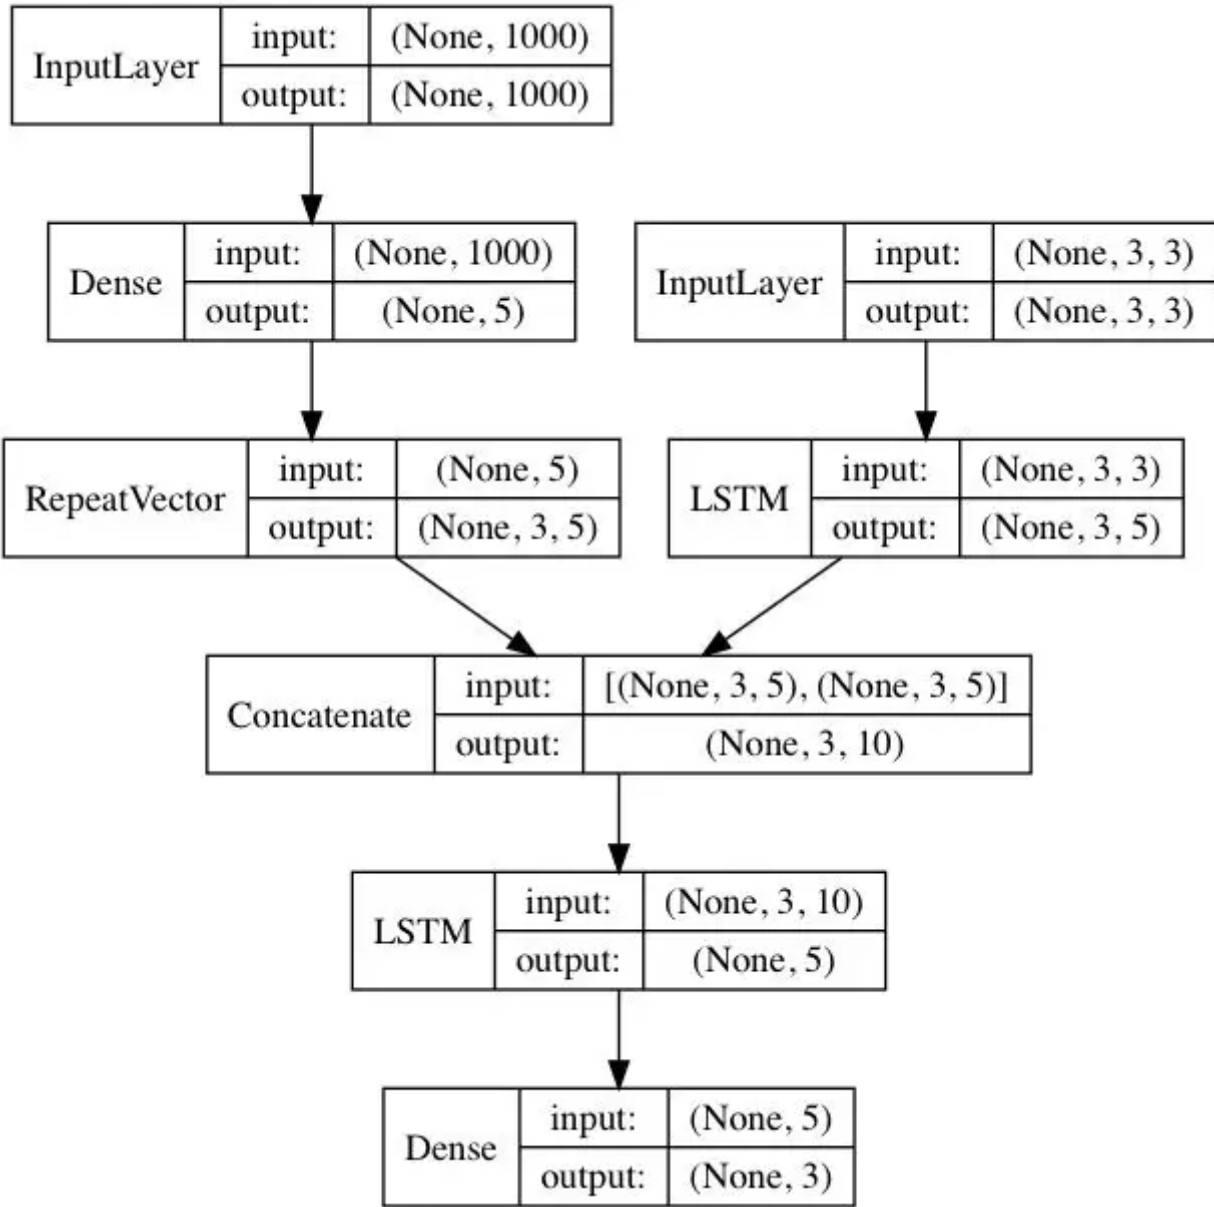 InputLayer
input: (None, 1000)
output: (None, 1000)
Dense
input: (None, 1000)
output: (None, 5)
InputLayer
input: (None, 3, 3)
output: (None, 3, 3)
RepeatVector
input: (None, 5)
output: (None, 3, 5)
LSTM
input: (None, 3, 3)
output: (None, 3, 5)
Concatenate
input: [(None, 3, 5), (None, 3, 5)]
output: (None, 3, 10)
LSTM
input: (None, 3, 10)
output: (None, 5)
Dense
input: (None, 5)
output: (None, 3)